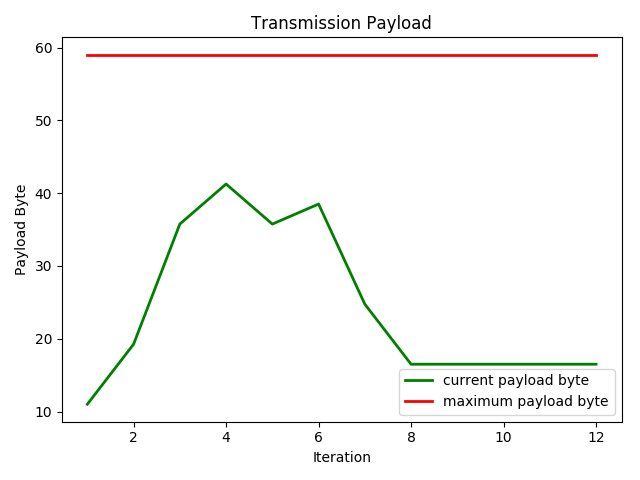 Transmission Payload
60
50
40
30
20
10
Payload Byte
2
4
6
8
10
12
Iteration
current payload byte
maximum payload byte